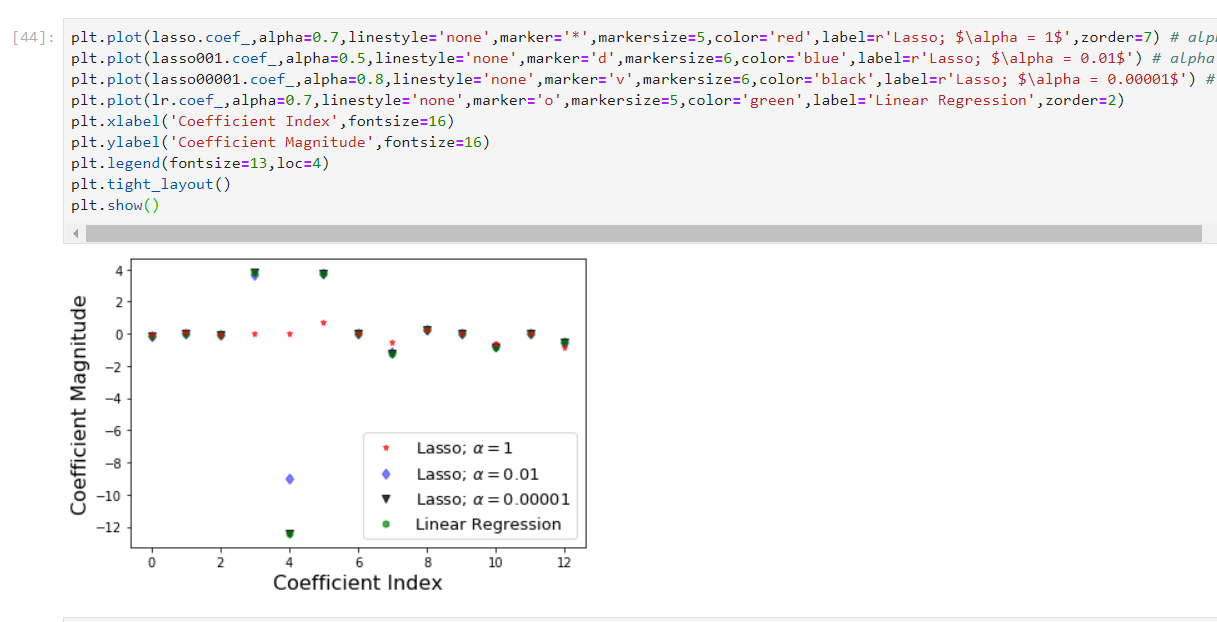 [44]: plt.plot(lasso.coef_,alpha=0.7,linestyle='none',marker='*',markersize=5,color='red',label=r'Lasso; $\alpha = 1$',zorder=7) # alph
plt.plot(lasso001.coef_,alpha=0.5,linestyle='none',marker='d',markersize=6,color='blue',label=r'Lasso; $\alpha = 0.01$') # alpha
plt.plot(lasso00001.coef_,alpha=0.8,linestyle='none',marker='v',markersize=6,color='black',label=r'Lasso; $\alpha = 0.00001$') #
plt.plot(lr.coef_,alpha=0.7,linestyle='none',marker='o',markersize=5,color='green',label='Linear Regression',zorder=2)
plt.xlabel('Coefficient Index',fontsize=16)
plt.ylabel('Coefficient Magnitude',fontsize=16)
plt.legend(fontsize=13,loc=4)
plt.tight_layout()
plt.show()
Coefficient Magnitude
4
2
0
−2
−4
−6
−8
−10
−12
Lasso; α = 1
Lasso; α = 0.01
Lasso; α = 0.00001
Linear Regression
0 2 4 6 8 10 12
Coefficient Index